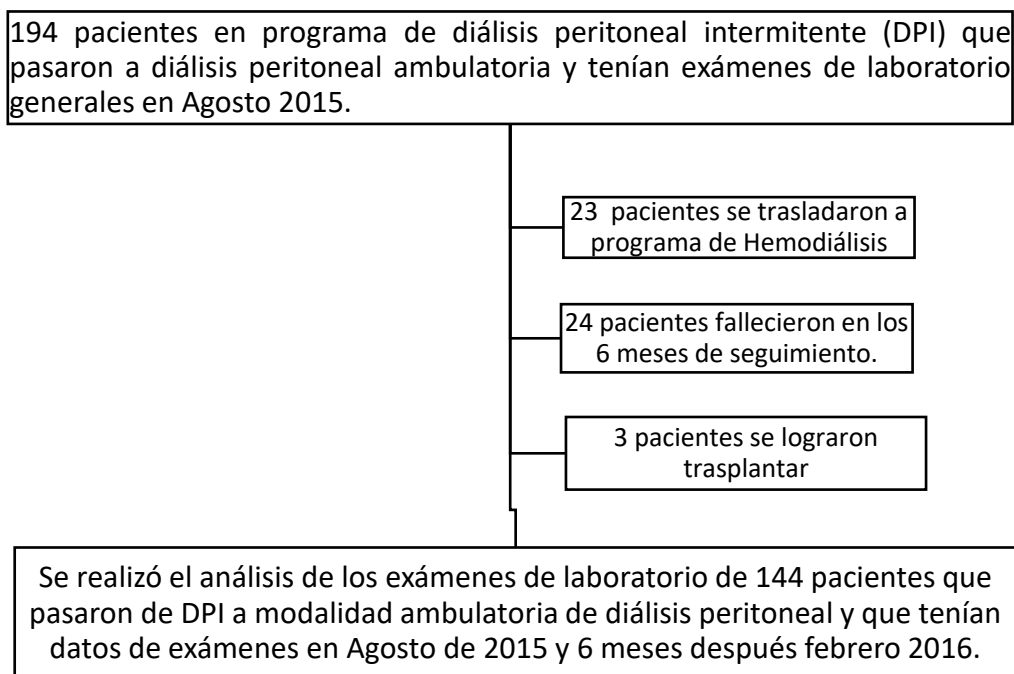 194 pacientes en programa de diálisis peritoneal intermitente (DPI) que
pasaron a diálisis peritoneal ambulatoria y tenían exámenes de laboratorio
generales en Agosto 2015.
23 pacientes se trasladaron a
programa de Hemodiálisis
24 pacientes fallecieron en los
6 meses de seguimiento.
3 pacientes se lograron
trasplantar
Se realizó el análisis de los exámenes de laboratorio de 144 pacientes que
pasaron de DPI a modalidad ambulatoria de diálisis peritoneal y que tenían
datos de exámenes en Agosto de 2015 y 6 meses después febrero 2016.